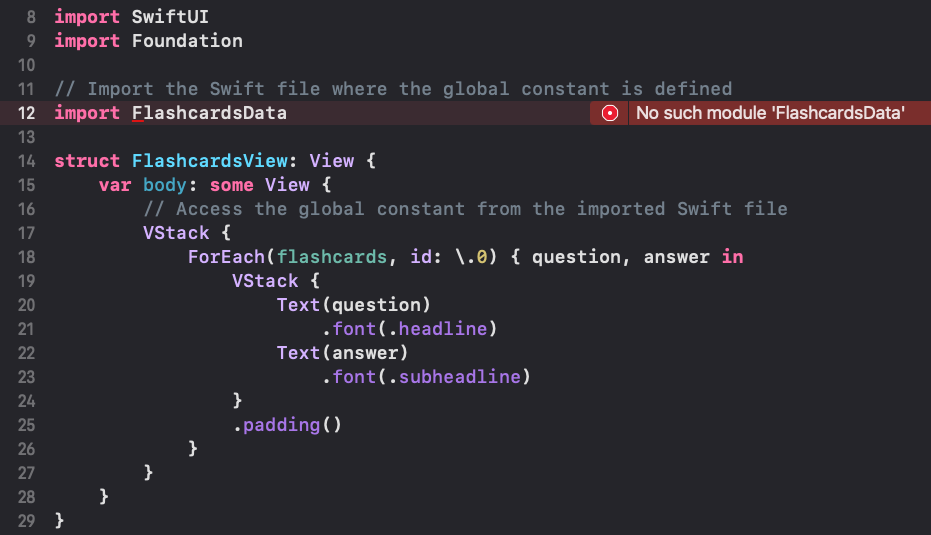 8 import SwiftUI
9 import Foundation
10
11 // Import the Swift file where the global constant is defined
12 import FlashcardsData No such module 'FlashcardsData'
13
14 struct FlashcardsView: View {
15     var body: some View {
16         // Access the global constant from the imported Swift file
17         VStack {
18             ForEach(flashcards, id: \.0) { question, answer in
19                 VStack {
20                     Text(question)
21                         .font(.headline)
22                     Text(answer)
23                         .font(.subheadline)
24                 }
25                 .padding()
26             }
27         }
28     }
29 }